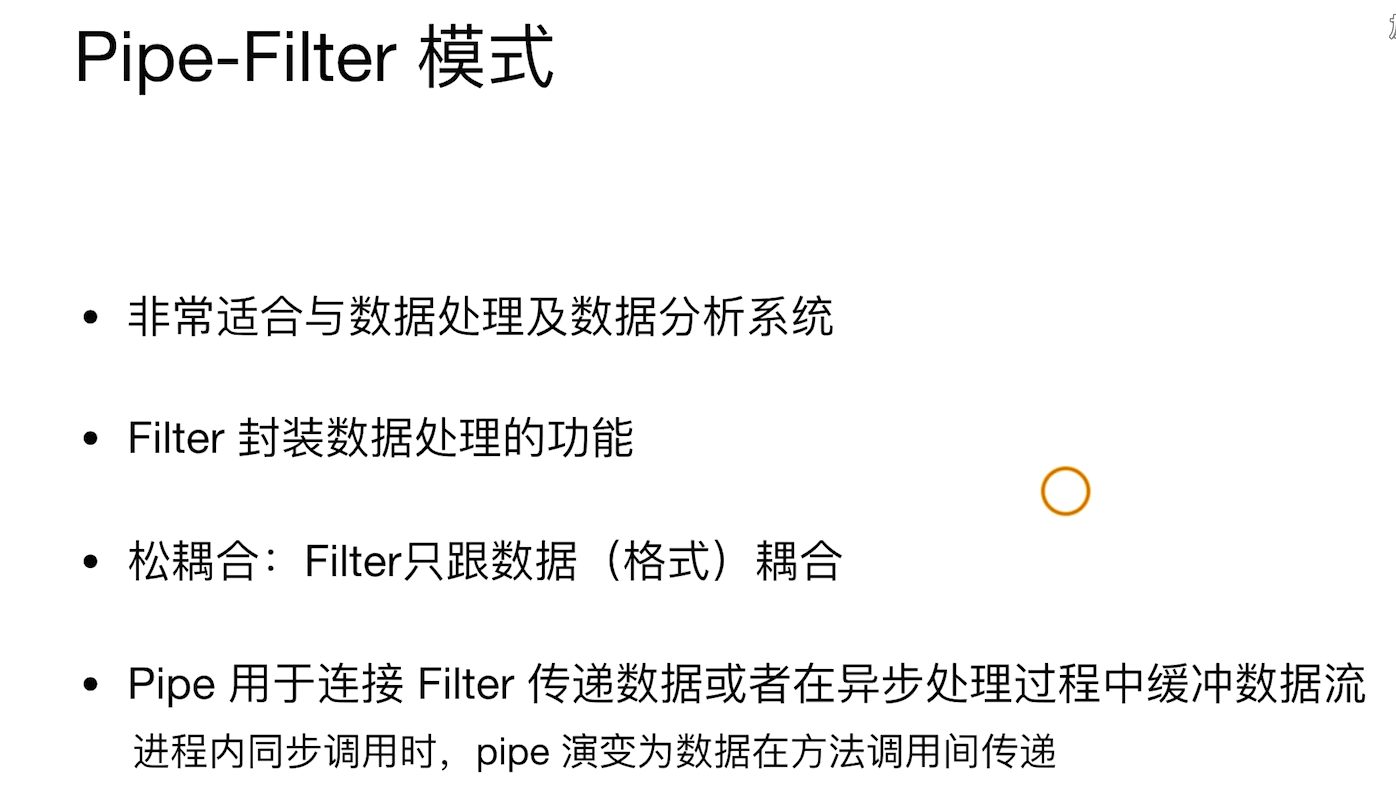 Pipe-Filter 模式
• 非常适合与数据处理及数据分析系统
• Filter 封装数据处理的功能
• 松耦合：Filter只跟数据（格式）耦合
• Pipe 用于连接 Filter 传递数据或者在异步处理过程中缓冲数据流
进程内同步调用时，pipe 演变为数据在方法调用间传递